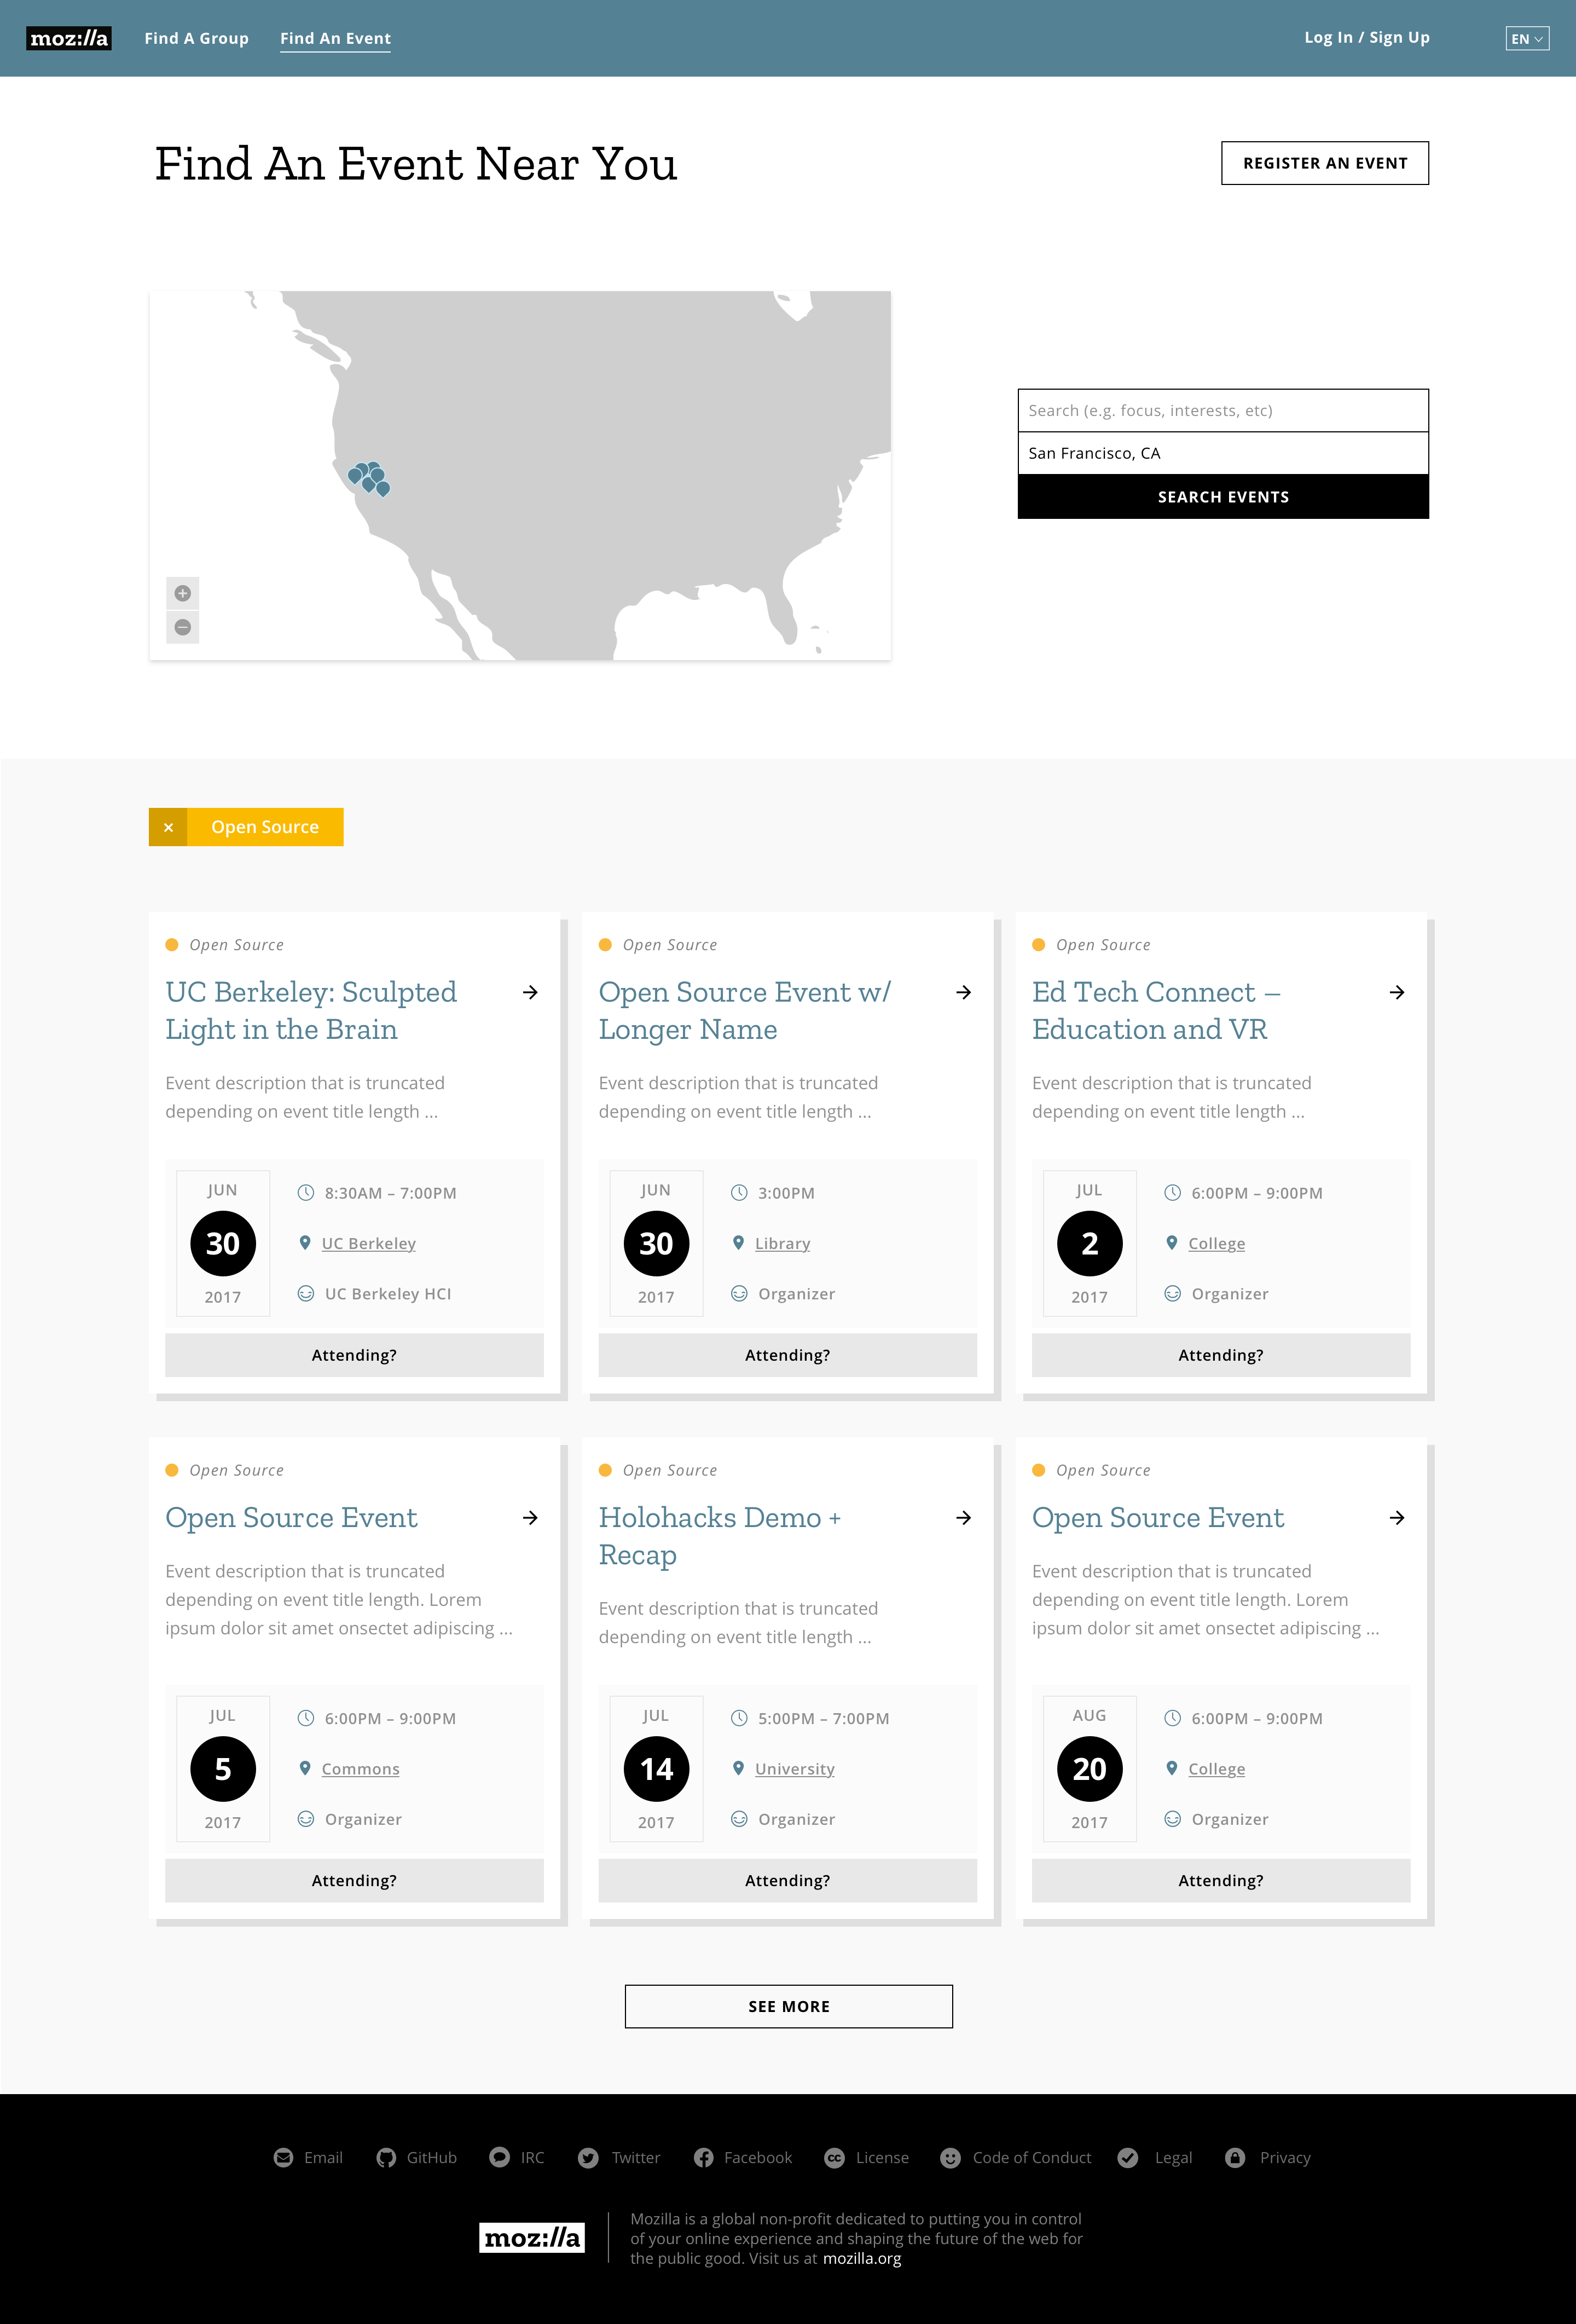 moz://a
Find A Group
Find An Event
Log In / Sign Up
EN
Find An Event Near You
REGISTER AN EVENT
Search (e.g. focus, interests, etc)
San Francisco, CA
SEARCH EVENTS
× Open Source
Open Source
UC Berkeley: Sculpted
Light in the Brain
Event description that is truncated
depending on event title length ...
JUN
30
2017
8:30AM – 7:00PM
UC Berkeley
UC Berkeley HCI
Attending?
Open Source
Open Source Event w/
Longer Name
Event description that is truncated
depending on event title length ...
JUN
30
2017
3:00PM
Library
Organizer
Attending?
Open Source
Ed Tech Connect –
Education and VR
Event description that is truncated
depending on event title length ...
JUL
2
2017
6:00PM – 9:00PM
College
Organizer
Attending?
Open Source
Open Source Event
Event description that is truncated
depending on event title length. Lorem
ipsum dolor sit amet onsectet adipiscing ...
JUL
5
2017
6:00PM – 9:00PM
Commons
Organizer
Attending?
Open Source
Holohacks Demo +
Recap
Event description that is truncated
depending on event title length ...
JUL
14
2017
5:00PM – 7:00PM
University
Organizer
Attending?
Open Source
Open Source Event
Event description that is truncated
depending on event title length. Lorem
ipsum dolor sit amet onsectet adipiscing ...
AUG
20
2017
6:00PM – 9:00PM
College
Organizer
Attending?
SEE MORE
Email
GitHub
IRC
Twitter
Facebook
cc License
Code of Conduct
Legal
Privacy
moz://a
Mozilla is a global non-profit dedicated to putting you in control
of your online experience and shaping the future of the web for
the public good. Visit us at mozilla.org